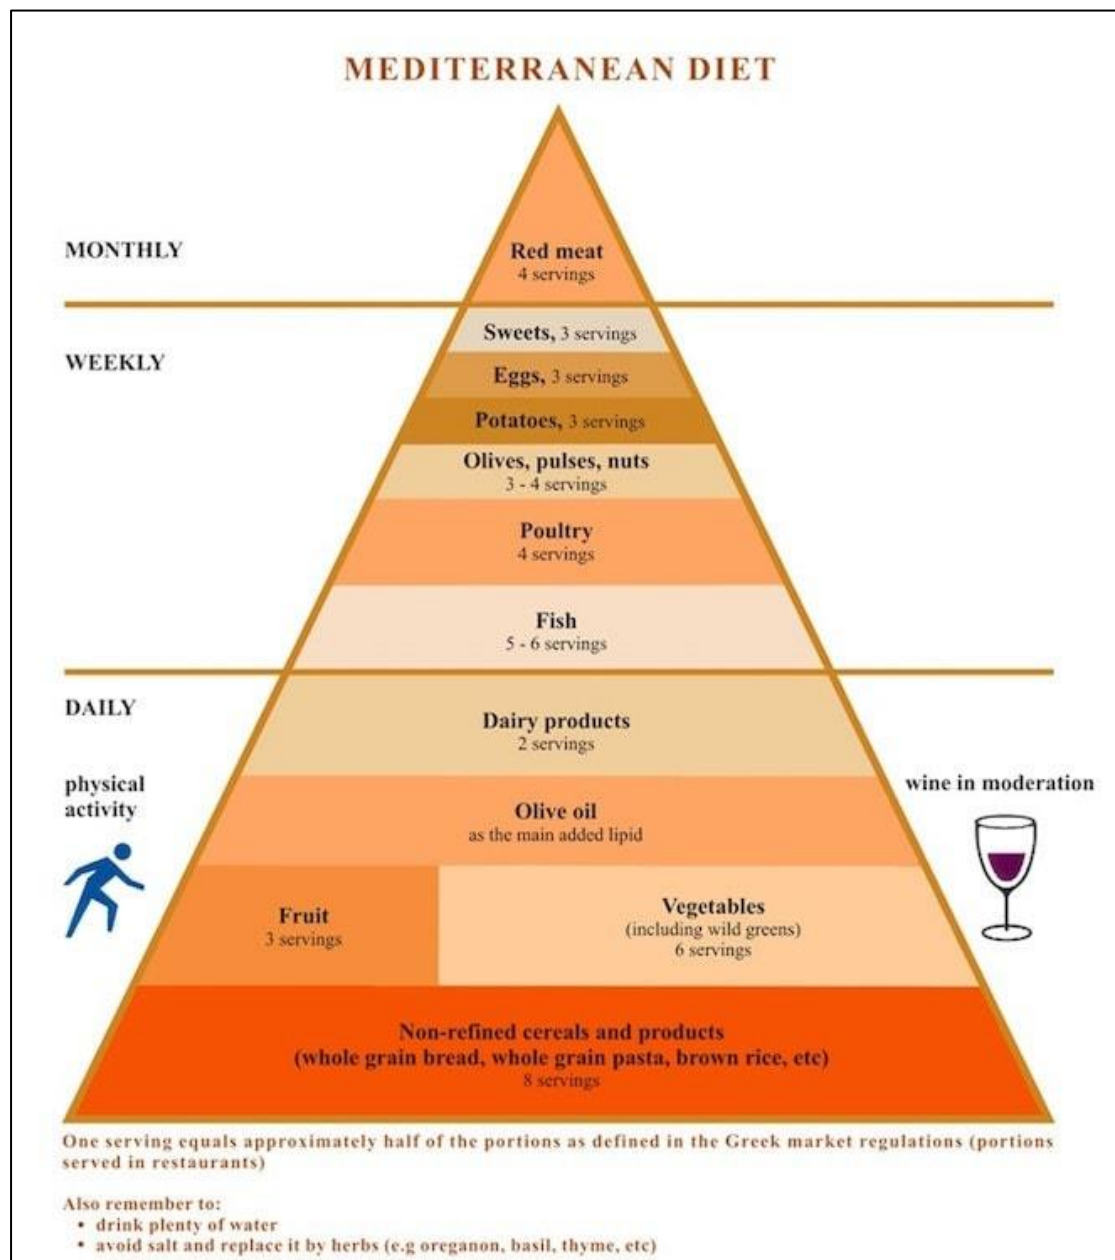 MEDITERRANEAN DIET
MONTHLY
Red meat
4 servings
WEEKLY
Sweets, 3 servings
Eggs, 3 servings
Potatoes, 3 servings
Olives, pulses, nuts
3 - 4 servings
Poultry
4 servings
Fish
5 - 6 servings
DAILY
Dairy products
2 servings
physical
activity
wine in moderation
Olive oil
as the main added lipid
Fruit
3 servings
Vegetables
(including wild greens)
6 servings
Non-refined cereals and products
(whole grain bread, whole grain pasta, brown rice, etc)
8 servings
One serving equals approximately half of the portions as defined in the Greek market regulations (portions
served in restaurants)
Also remember to:
• drink plenty of water
• avoid salt and replace it by herbs (e.g oreganon, basil, thyme, etc)